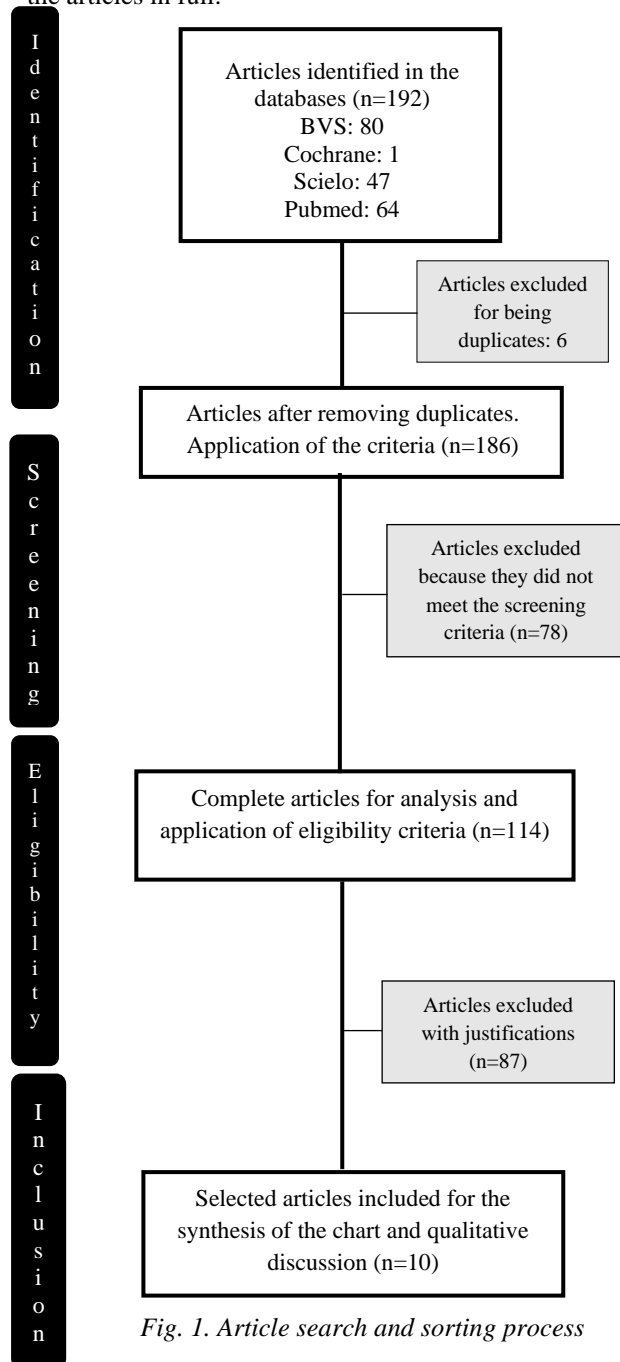 the articles in full.
Identification
Articles identified in the
databases (n=192)
BVS: 80
Cochrane: 1
Scielo: 47
Pubmed: 64
Articles excluded
for being
duplicates: 6
Articles after removing duplicates.
Application of the criteria (n=186)
Screening
Articles excluded
because they did not
meet the screening
criteria (n=78)
Eligibility
Complete articles for analysis and
application of eligibility criteria (n=114)
Articles excluded
with justifications
(n=87)
Inclusion
Selected articles included for the
synthesis of the chart and qualitative
discussion (n=10)
Fig. 1. Article search and sorting process